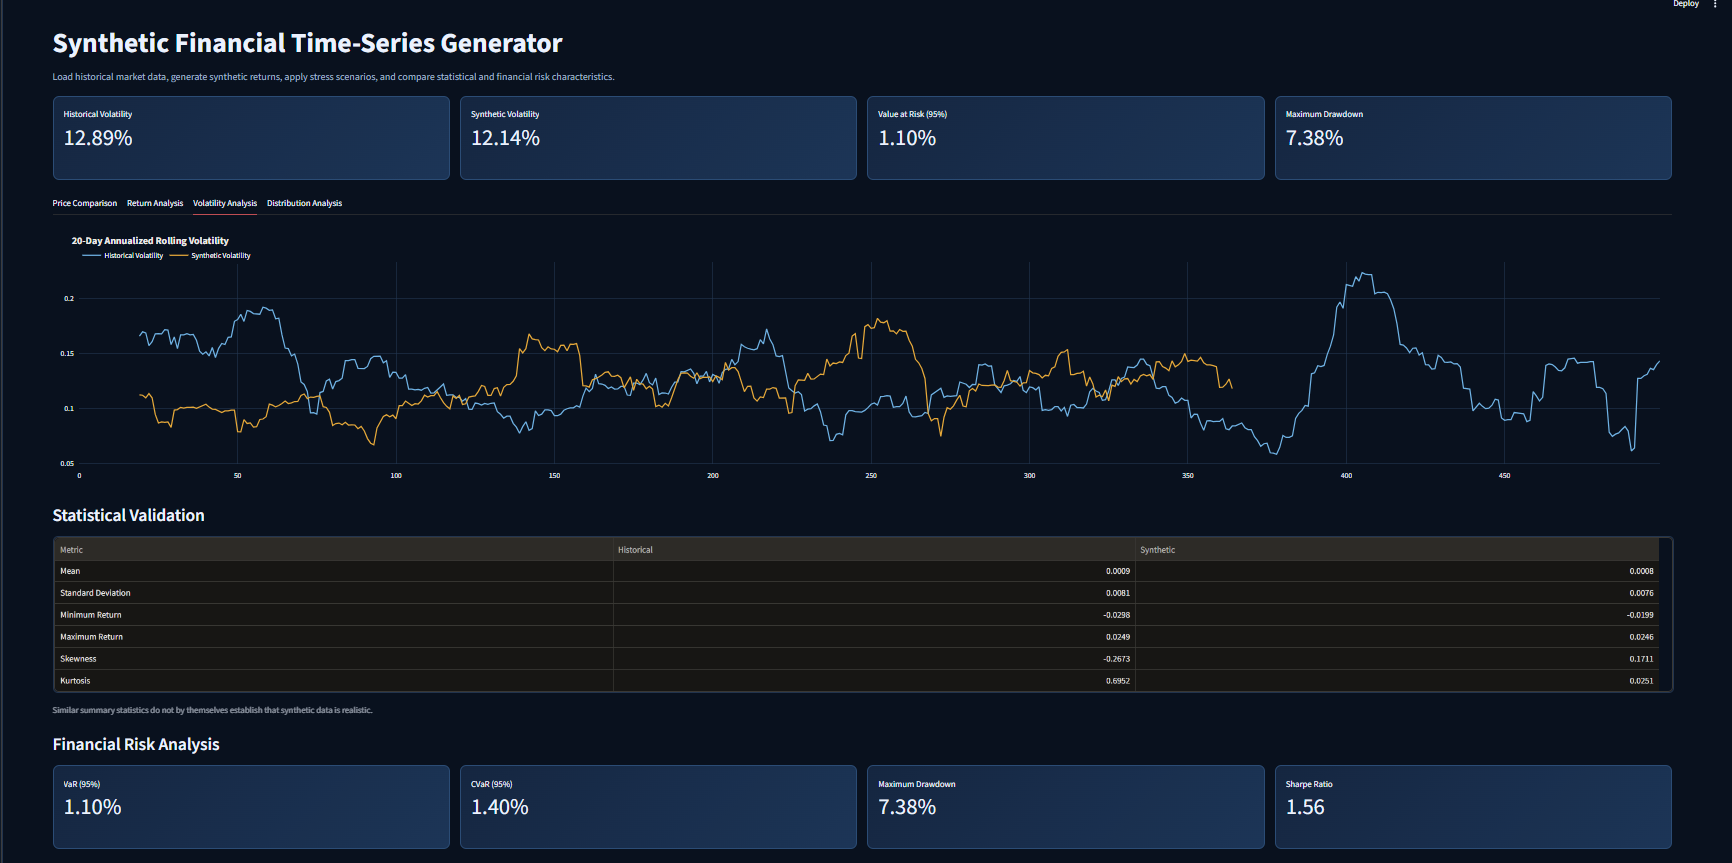 Deploy
Synthetic Financial Time-Series Generator
Load historical market data, generate synthetic returns, apply stress scenarios, and compare statistical and financial risk characteristics.
Historical Volatility
12.89%
Synthetic Volatility
12.14%
Value at Risk (95%)
1.10%
Maximum Drawdown
7.38%
Price Comparison Return Analysis Volatility Analysis Distribution Analysis
20-Day Annualized Rolling Volatility
Historical Volatility Synthetic Volatility
0.2
0.15
0.1
0.05
0 50 100 150 200 250 300 350 400 450
Statistical Validation
Metric Historical Synthetic
Mean 0.0009 0.0008
Standard Deviation 0.0081 0.0076
Minimum Return -0.0298 -0.0199
Maximum Return 0.0249 0.0246
Skewness -0.2673 0.1711
Kurtosis 0.6952 0.0251
Similar summary statistics do not by themselves establish that synthetic data is realistic.
Financial Risk Analysis
VaR (95%)
1.10%
CVaR (95%)
1.40%
Maximum Drawdown
7.38%
Sharpe Ratio
1.56